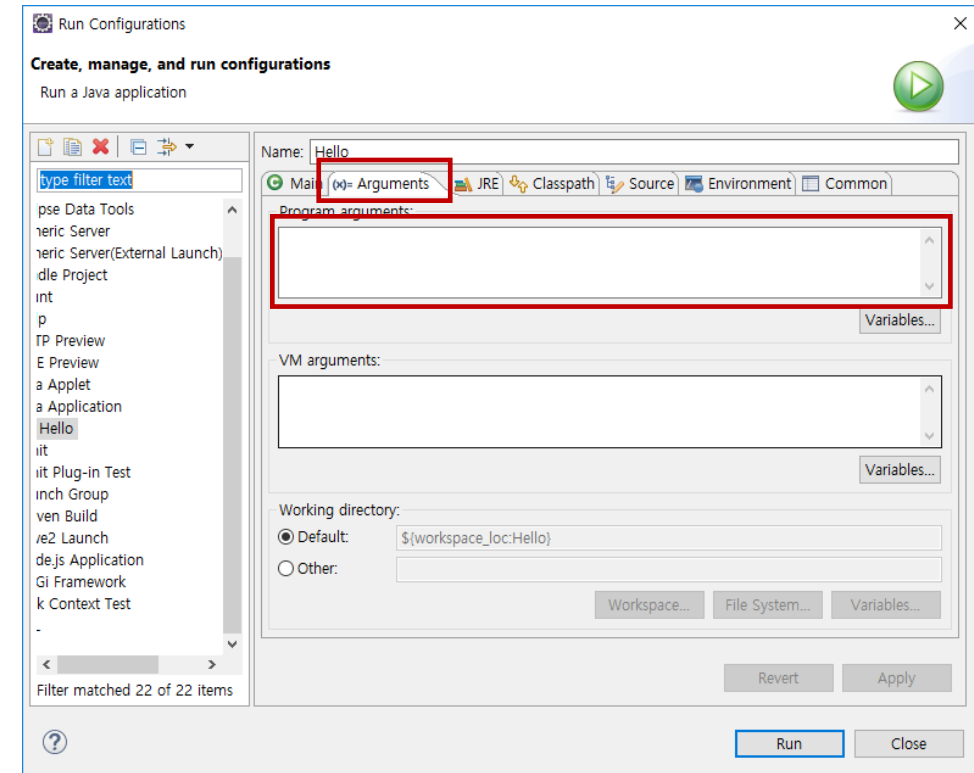 Run Configurations
Create, manage, and run configurations
Run a Java application
type filter text
pse Data Tools
neric Server
neric Server(External Launch)
dle Project
int
p
TP Preview
E Preview
a Applet
a Application
Hello
nit
nit Plug-in Test
unch Group
ven Build
ve2 Launch
de.js Application
Gi Framework
k Context Test
Filter matched 22 of 22 items
Name: Hello
Main (x)= Arguments JRE Classpath Source Environment Common
Program arguments:
Variables...
VM arguments:
Variables...
Working directory:
Default: ${workspace_loc:Hello}
Other:
Workspace... File System... Variables...
Revert Apply
Run Close